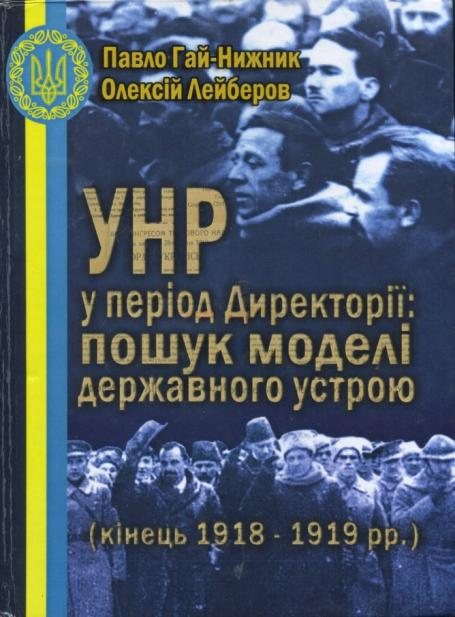 Павло Гай-Нижник
Олексій Лейберов
УНР
у період Директорії:
пошук моделі
державного устрою
(кінець 1918 - 1919 рр.)